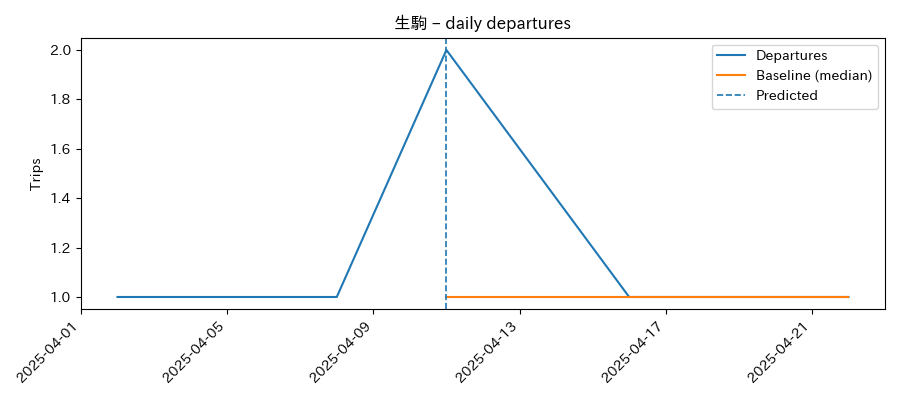 生駒 – daily departures
Departures
Baseline (median)
Predicted
Trips
2.0
1.8
1.6
1.4
1.2
1.0
2025-04-01
2025-04-05
2025-04-09
2025-04-13
2025-04-17
2025-04-21